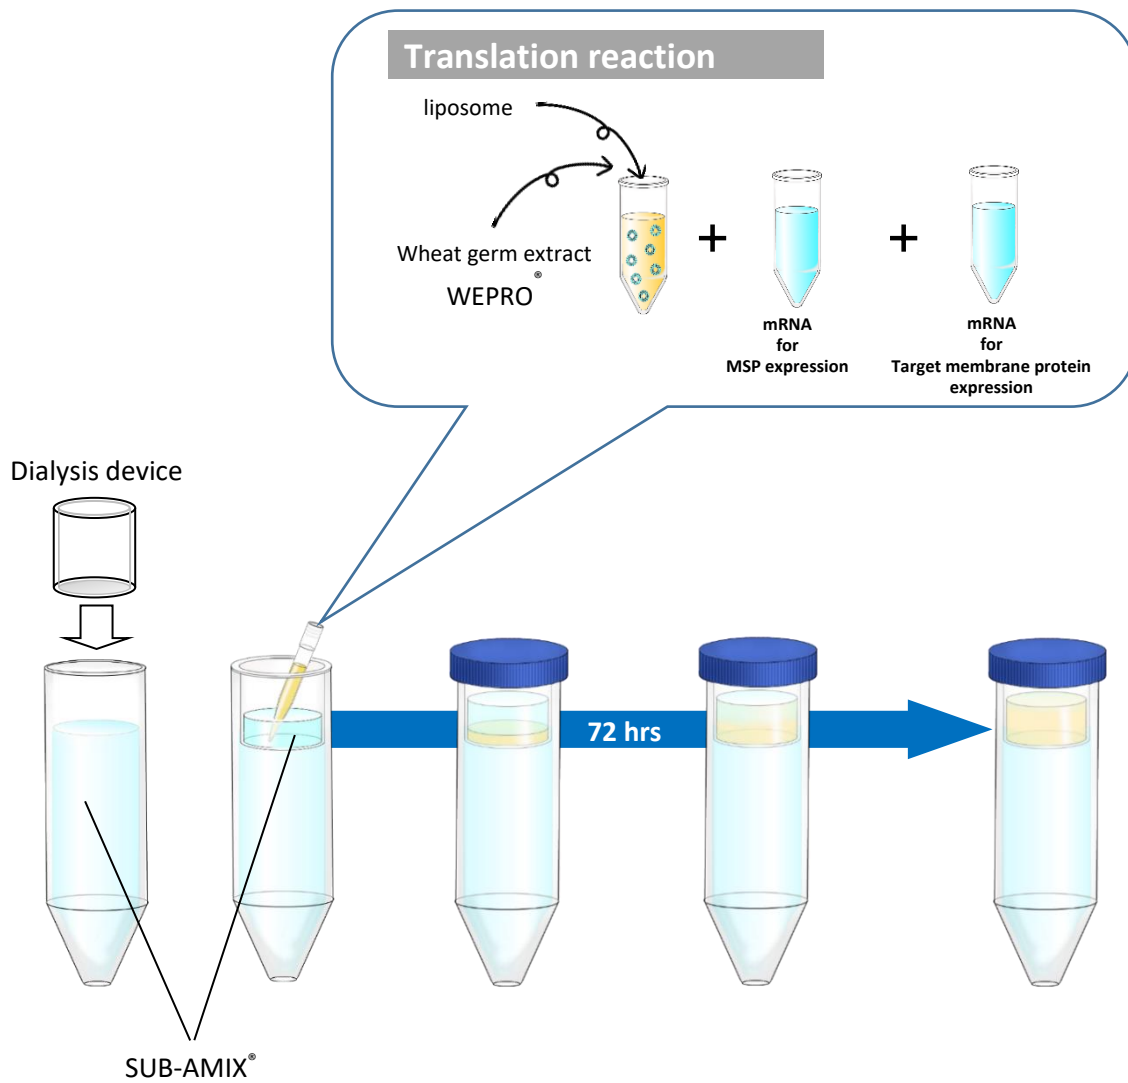 Translation reaction
liposome
Wheat germ extract
WEPRO®
+
+
mRNA
for
MSP expression
mRNA
for
Target membrane protein
expression
Dialysis device
72 hrs
SUB-AMIX®